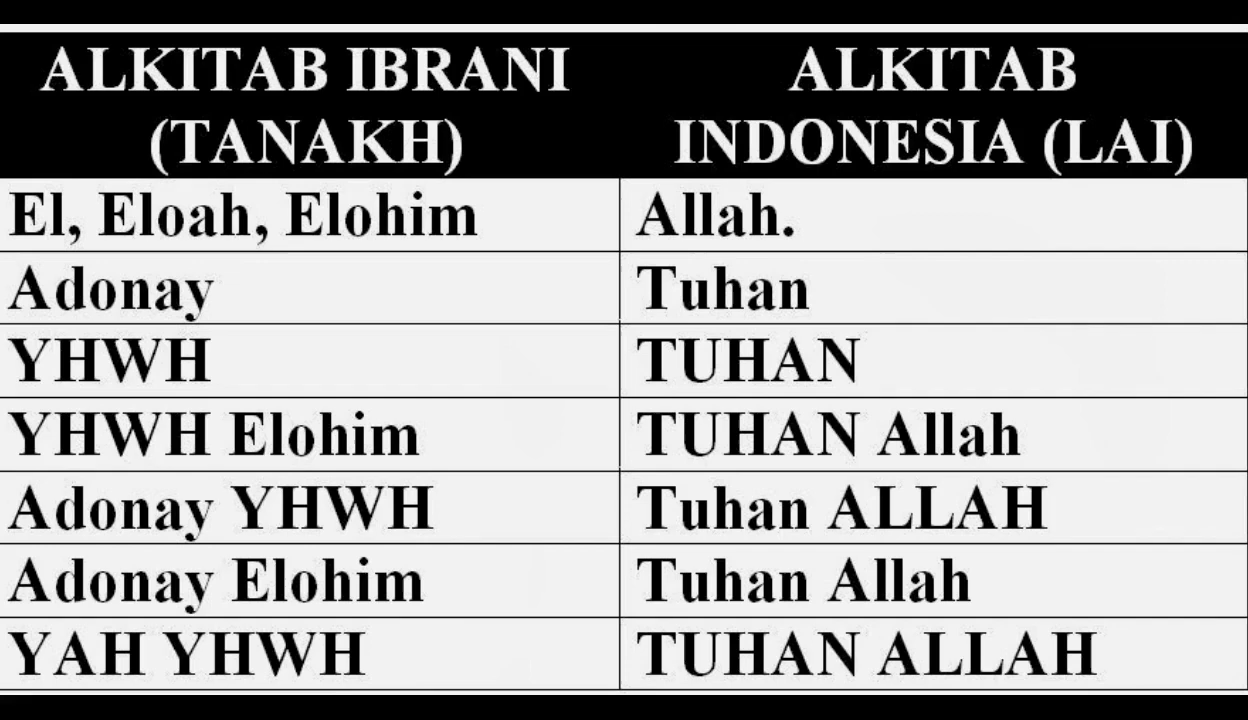 ALKITAB IBRANI (TANAKH)
ALKITAB INDONESIA (LAI)
El, Eloah, Elohim
Allah.
Adonay
Tuhan
YHWH
TUHAN
YHWH Elohim
TUHAN Allah
Adonay YHWH
Tuhan ALLAH
Adonay Elohim
Tuhan Allah
YAH YHWH
TUHAN ALLAH